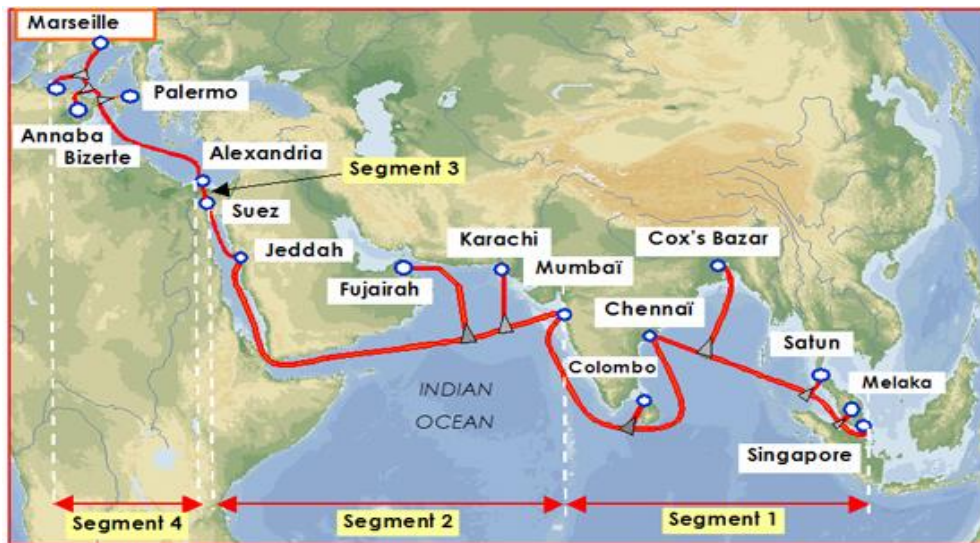 Marseille
Palermo
Annaba
Bizerte
Alexandria
Segment 3
Suez
Jeddah
Fujairah
Karachi
Mumbaï
Cox's Bazar
Chennaï
Colombo
Satun
Melaka
Singapore
INDIAN
OCEAN
Segment 4
Segment 2
Segment 1